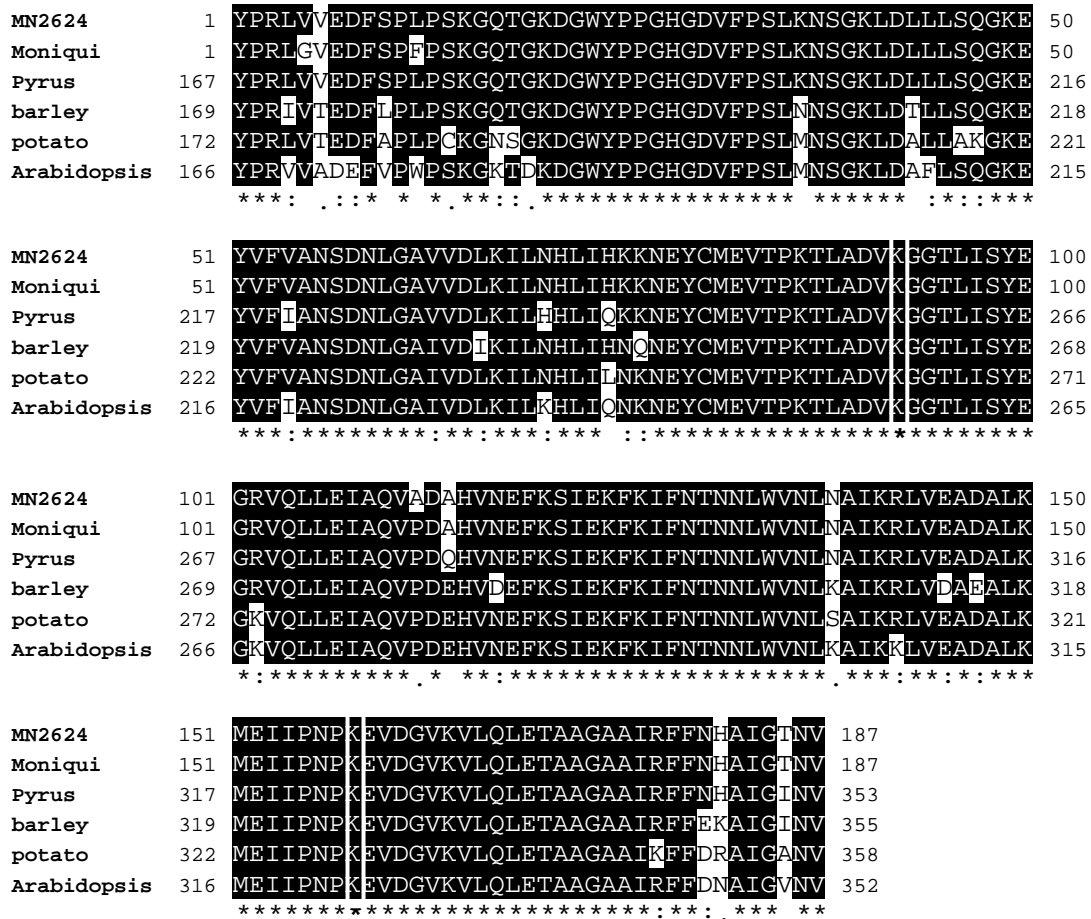 MN2624 1 YPRLVVEDFSPLPSKGQTGKDGWYPPGHGDVFPSLKNSGKLDLLLSQGKE 50
Moniqui 1 YPRLGVEDFSPFPSKGQTGKDGWYPPGHGDVFPSLKNSGKLDLLLSQGKE 50
Pyrus 167 YPRLVVEDFSPLPSKGQTGKDGWYPPGHGDVFPSLKNSGKLDLLLSQGKE 216
barley 169 YPRIVTEDFLPLPSKGQTGKDGWYPPGHGDVFPSLNNSGKLDTLLSQGKE 218
potato 172 YPRLVTEDFAPLPCKGNSGKDGWYPPGHGDVFPSLMNSGKLDALLAKGKE 221
Arabidopsis 166 YPRVVADEFVPWPSKGKTDKDGWYPPGHGDVFPSLMNSGKLDAFLSQGKE 215
***: .::* * *.**::.**************** ****** :*::***
MN2624 51 YVFVANSDNLGAVVDLKILNHLIHKKNEYCMEVTPKTLADVKGGTLISYE 100
Moniqui 51 YVFVANSDNLGAVVDLKILNHLIHKKNEYCMEVTPKTLADVKGGTLISYE 100
Pyrus 217 YVFIANSDNLGAVVDLKILHHLIQKKNEYCMEVTPKTLADVKGGTLISYE 266
barley 219 YVFVANSDNLGAIVDIKILNHLIHNQNEYCMEVTPKTLADVKGGTLISYE 268
potato 222 YVFVANSDNLGAIVDLKILNHLILNKNEYCMEVTPKTLADVKGGTLISYE 271
Arabidopsis 216 YVFIANSDNLGAIVDLKILKHLIQNKNEYCMEVTPKTLADVKGGTLISYE 265
***:********:**:***:*** ::************************
MN2624 101 GRVQLLEIAQVADAHVNEFKSIEKFKIFNTNNLWVNLNAIKRLVEADALK 150
Moniqui 101 GRVQLLEIAQVPDAHVNEFKSIEKFKIFNTNNLWVNLNAIKRLVEADALK 150
Pyrus 267 GRVQLLEIAQVPDQHVNEFKSIEKFKIFNTNNLWVNLNAIKRLVEADALK 316
barley 269 GRVQLLEIAQVPDEHVDEFKSIEKFKIFNTNNLWVNLKAIKRLVDAEALK 318
potato 272 GKVQLLEIAQVPDEHVNEFKSIEKFKIFNTNNLWVNLSAIKRLVEADALK 321
Arabidopsis 266 GKVQLLEIAQVPDEHVNEFKSIEKFKIFNTNNLWVNLKAIKKLVEADALK 315
*:*********.* **:********************.***:**:*:***
MN2624 151 MEIIPNPKEVDGVKVLQLETAAGAAIRFFNHAIGTNV 187
Moniqui 151 MEIIPNPKEVDGVKVLQLETAAGAAIRFFNHAIGTNV 187
Pyrus 317 MEIIPNPKEVDGVKVLQLETAAGAAIRFFNHAIGINV 353
barley 319 MEIIPNPKEVDGVKVLQLETAAGAAIRFFEKAIGINV 355
potato 322 MEIIPNPKEVDGVKVLQLETAAGAAIKFFDRAIGANV 358
Arabidopsis 316 MEIIPNPKEVDGVKVLQLETAAGAAIRFFDNAIGVNV 352
**************************:**:.*** **